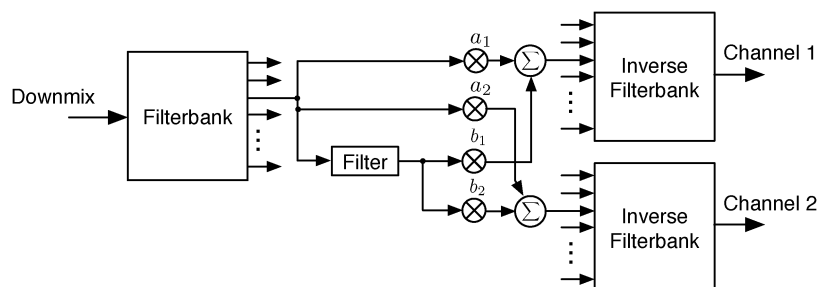 Downmix
Filterbank
a1
a2
b1
b2
Filter
Σ
Σ
Inverse
Filterbank
Channel 1
Inverse
Filterbank
Channel 2